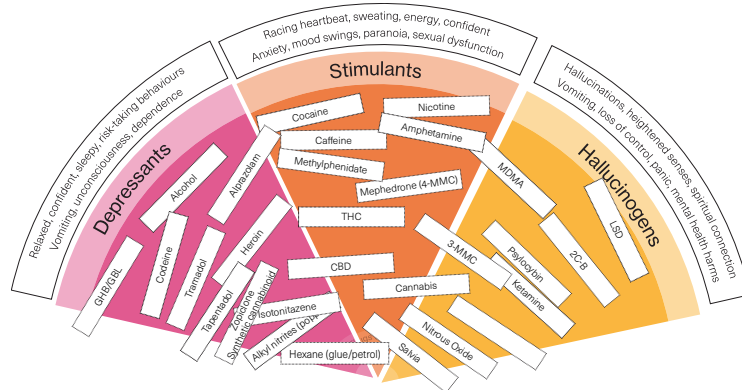 Racing heartbeat, sweating, energy, confident
Anxiety, mood swings, paranoia, sexual dysfunction
Relaxed, confident, sleepy, risk-taking behaviours
Vomiting, unconsciousness, dependence
Hallucinations, heightened senses, spiritual connection
Vomiting, loss of control, panic, mental health harms
Depressants
Stimulants
Hallucinogens
Cocaine
Nicotine
Caffeine
Amphetamine
Methylphenidate
Mephedrone (4-MMC)
THC
CBD
Cannabis
3-MMC
MDMA
LSD
2C-B
Psylocybin
Ketamine
Nitrous Oxide
Salvia
Alcohol
Alprazolam
Heroin
GHB/GBL
Codeine
Tramadol
Tapentadol
Zopiclone
Synthetic cannabinoid
Isotonitazene
Alkyl nitrites
Hexane (glue/petrol)